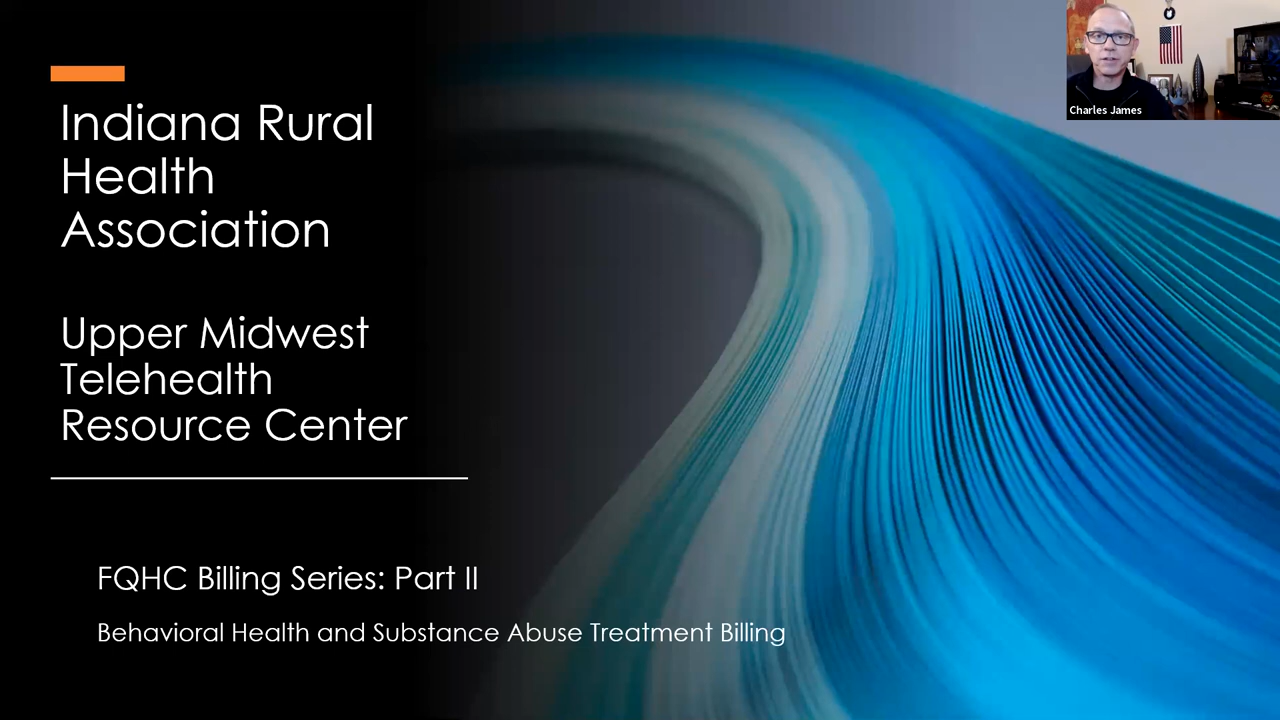 Indiana Rural
Health
Association
Upper Midwest
Telehealth
Resource Center
FQHC Billing Series: Part II
Behavioral Health and Substance Abuse Treatment Billing
Charles James